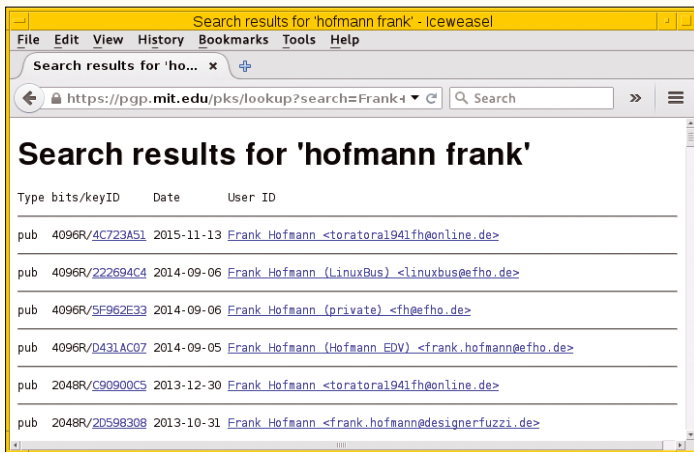 Search results for 'hofmann frank' - Iceweasel
File Edit View History Bookmarks Tools Help
Search results for 'ho...
https://pgp.mit.edu/pks/lookup?search=Frank+ Search
Search results for 'hofmann frank'
Type bits/keyID Date User ID
pub 4096R/4C723A51 2015-11-13 Frank Hofmann <toratora1941fh@online.de>
pub 4096R/222694C4 2014-09-06 Frank Hofmann (LinuxBus) <linuxbus@efho.de>
pub 4096R/5F962E33 2014-09-06 Frank Hofmann (private) <fh@efho.de>
pub 4096R/D431AC07 2014-09-05 Frank Hofmann (Hofmann EDV) <frank.hofmann@efho.de>
pub 2048R/C90900C5 2013-12-30 Frank Hofmann <toratora1941fh@online.de>
pub 2048R/2D598308 2013-10-31 Frank Hofmann <frank.hofmann@designerfuzzi.de>